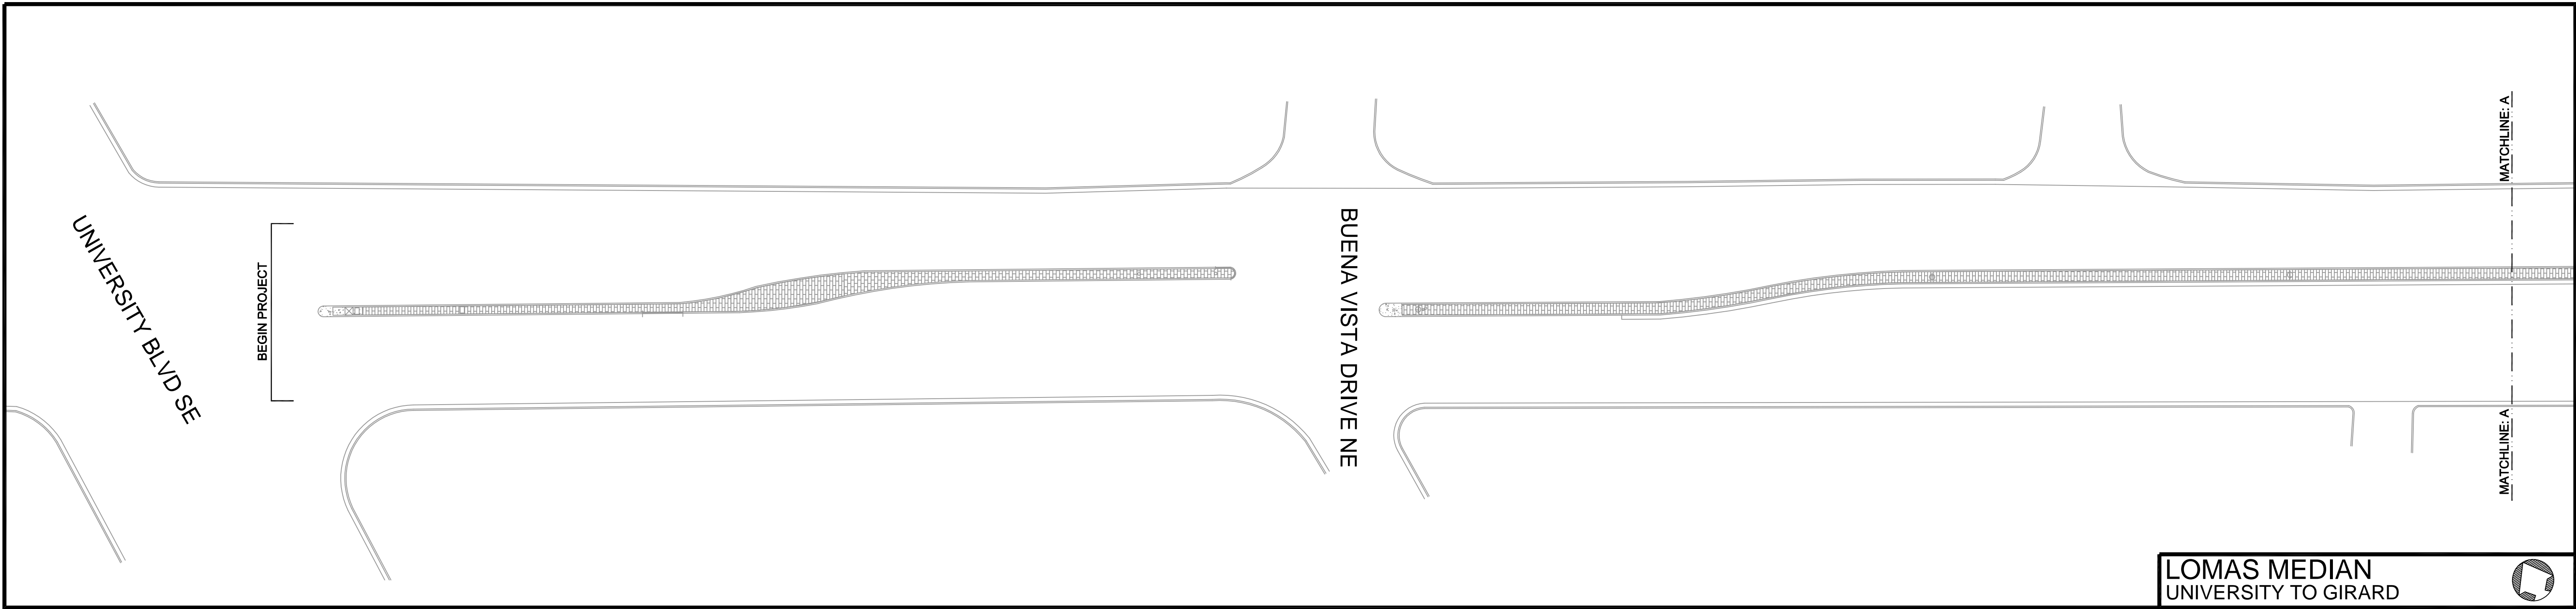 UNIVERSITY BLVD SE
BEGIN PROJECT
BUENA VISTA DRIVE NE
MATCHLINE: A
MATCHLINE: A
LOMAS MEDIAN
UNIVERSITY TO GIRARD